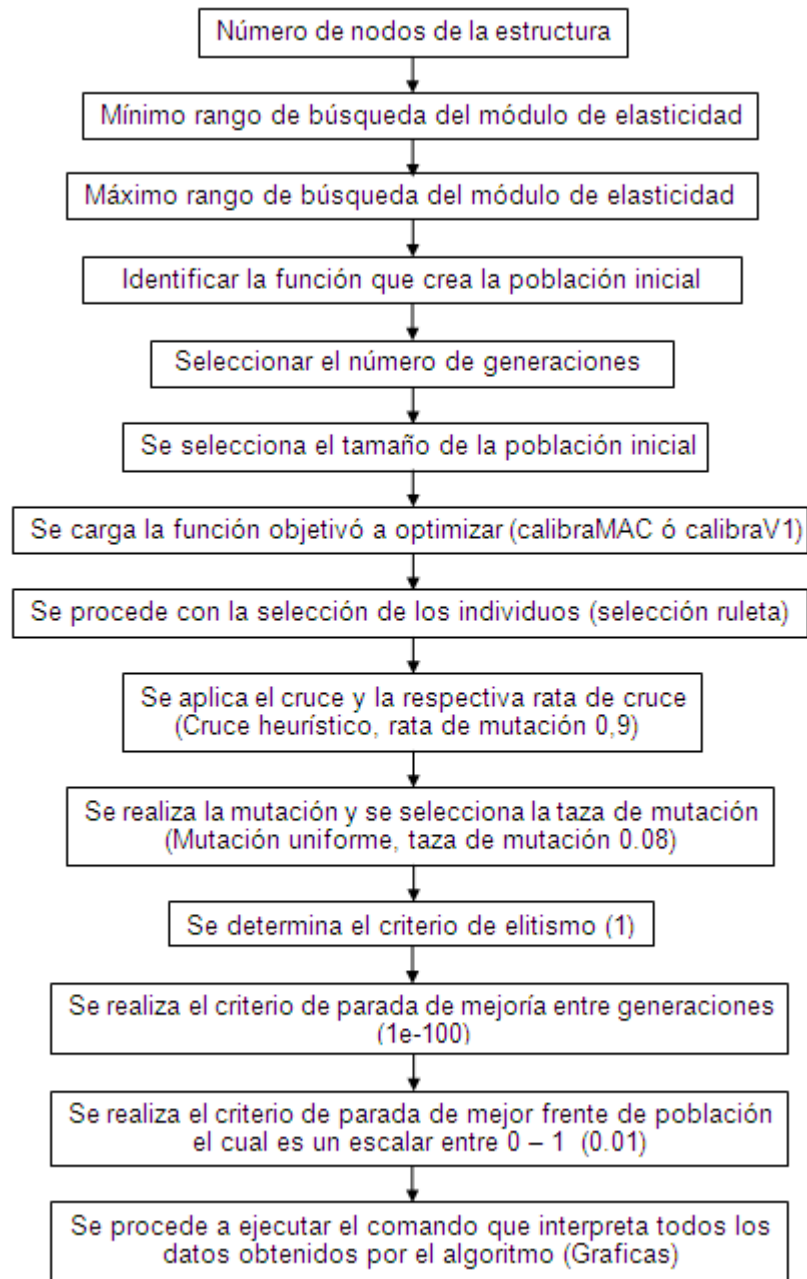 Número de nodos de la estructura
Mínimo rango de búsqueda del módulo de elasticidad
Máximo rango de búsqueda del módulo de elasticidad
Identificar la función que crea la población inicial
Seleccionar el número de generaciones
Se selecciona el tamaño de la población inicial
Se carga la función objetivó a optimizar (calibraMAC ó calibraV1)
Se procede con la selección de los individuos (selección ruleta)
Se aplica el cruce y la respectiva rata de cruce
(Cruce heurístico, rata de mutación 0,9)
Se realiza la mutación y se selecciona la taza de mutación
(Mutación uniforme, taza de mutación 0.08)
Se determina el criterio de elitismo (1)
Se realiza el criterio de parada de mejoría entre generaciones
(1e-100)
Se realiza el criterio de parada de mejor frente de población
el cual es un escalar entre 0 – 1 (0.01)
Se procede a ejecutar el comando que interpreta todos los
datos obtenidos por el algoritmo (Graficas)